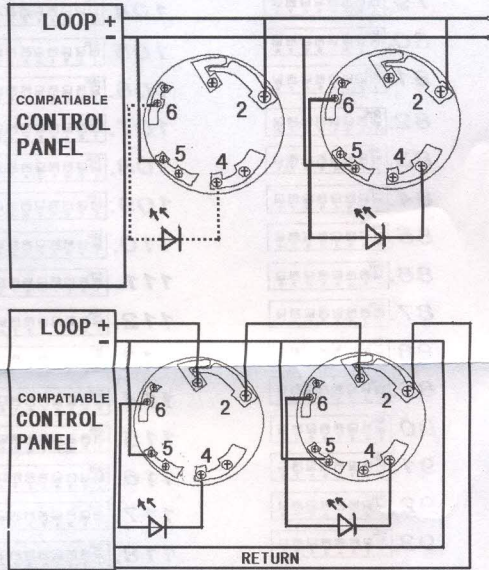 LOOP +
-
COMPATIABLE
CONTROL
PANEL
2
6
5
4
2
6
5
4
LOOP +
-
COMPATIABLE
CONTROL
PANEL
2
6
5
4
2
6
5
4
RETURN